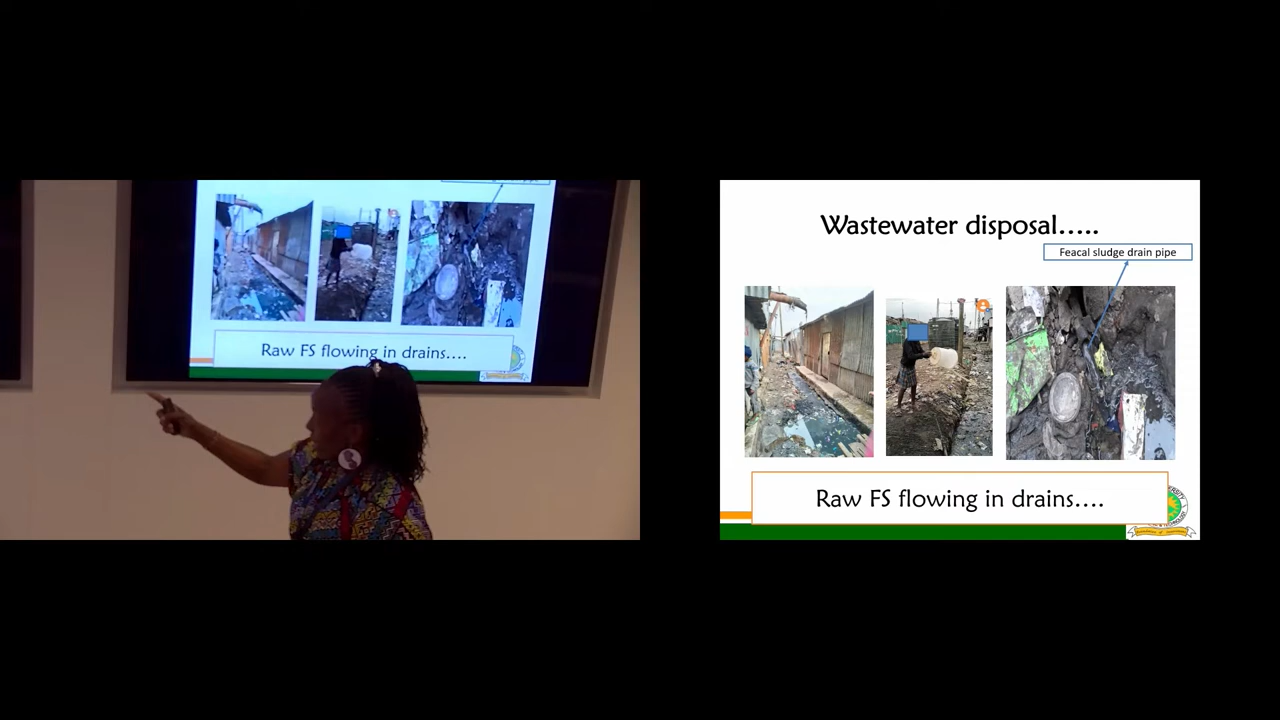 Raw FS flowing in drains....
Wastewater disposal.....
Feacal sludge drain pipe
Raw FS flowing in drains....